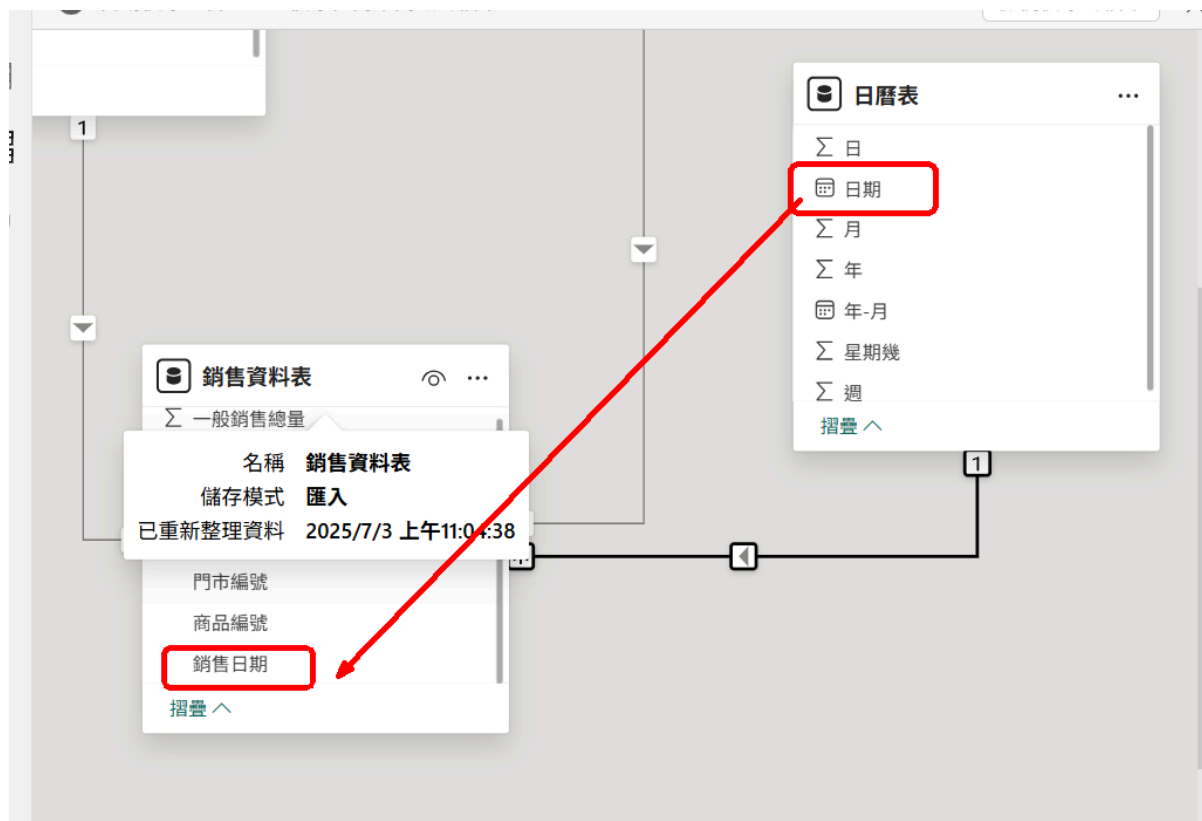 1
日曆表
日
日期
月
年
年-月
星期幾
週
摺疊
1
銷售資料表
一般銷售總量
名稱 銷售資料表
儲存模式 匯入
已重新整理資料 2025/7/3 上午11:04:38
門市編號
商品編號
銷售日期
摺疊